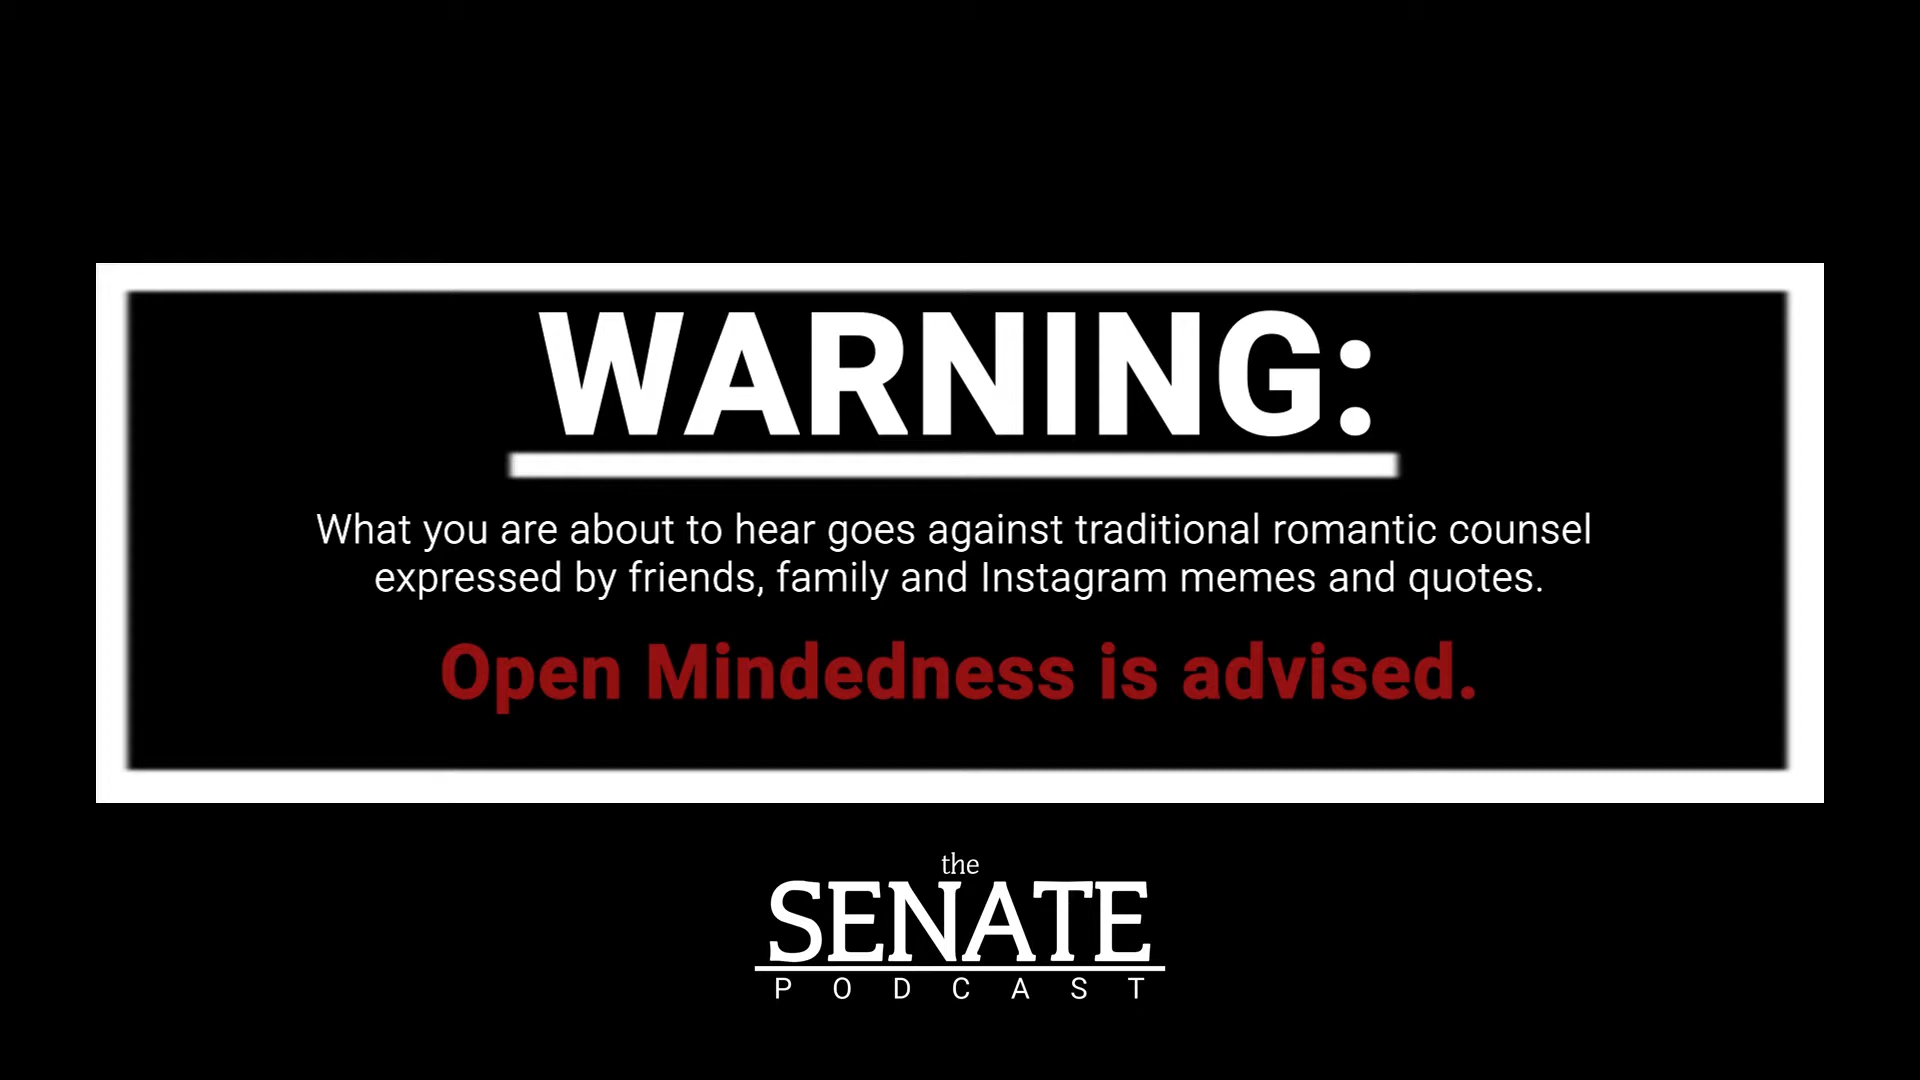 WARNING:
What you are about to hear goes against traditional romantic counsel
expressed by friends, family and Instagram memes and quotes.
Open Mindedness is advised.
the
SENATE
PODCAST